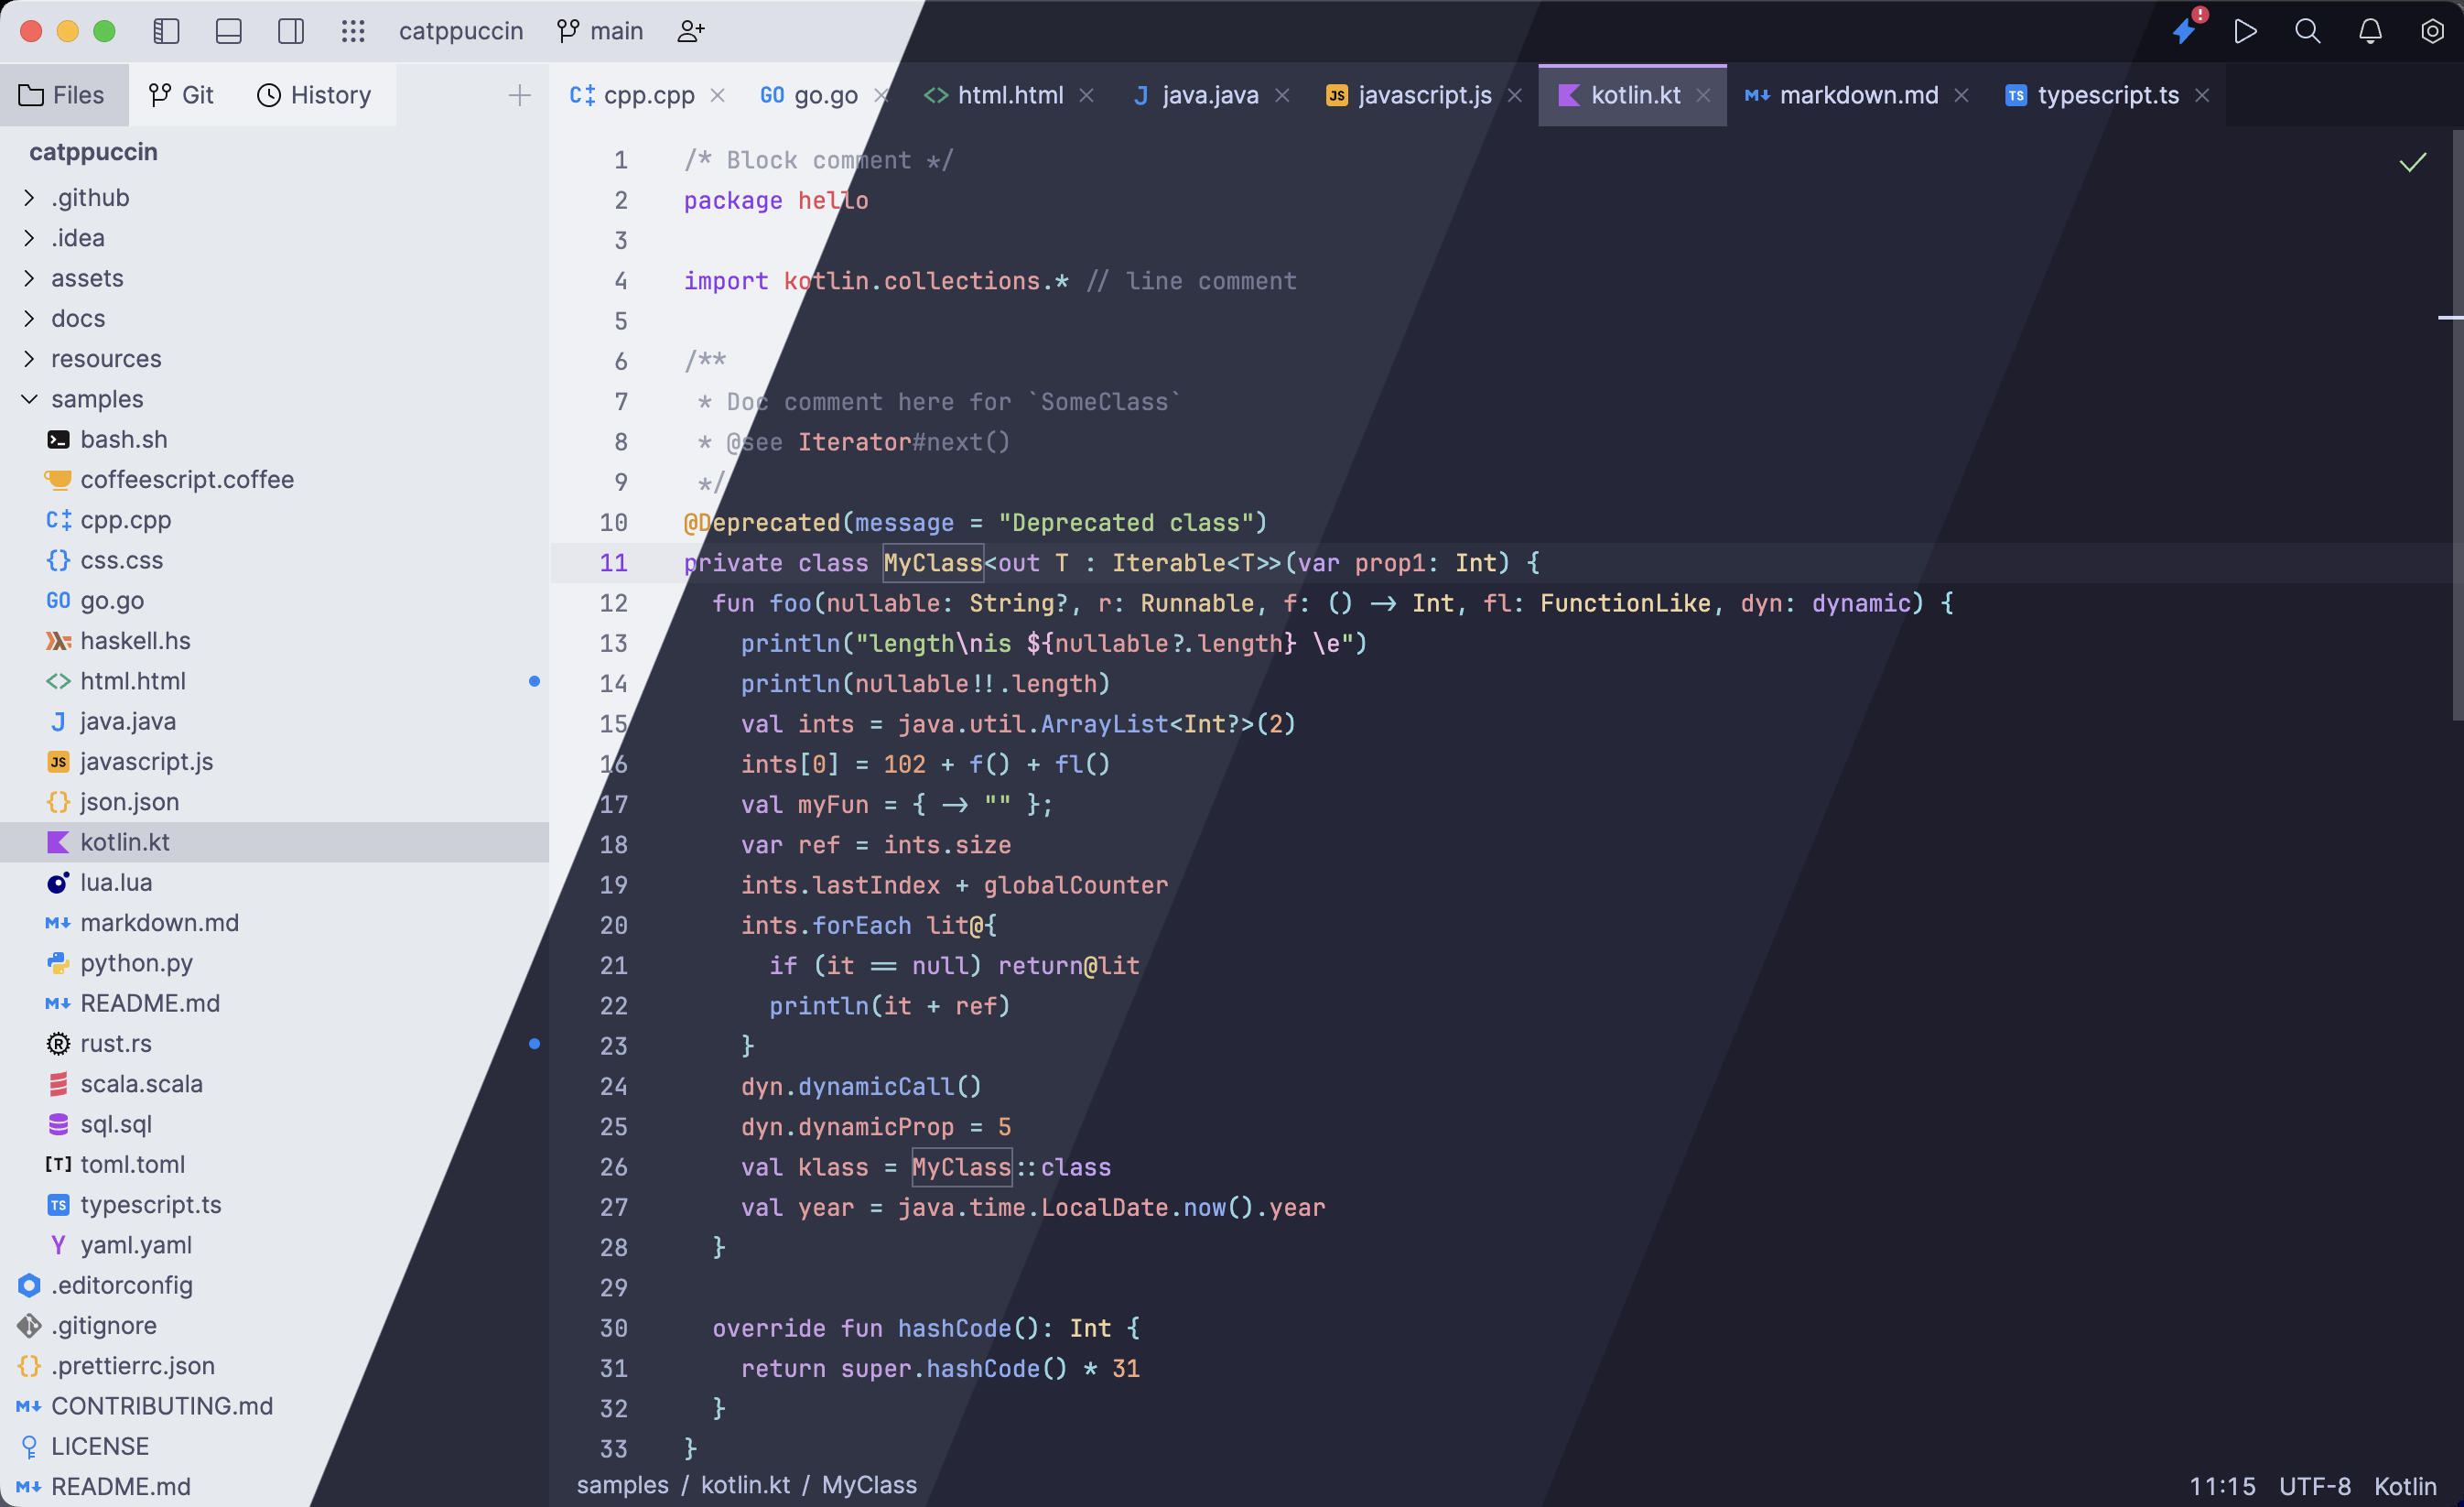 catppuccin main
Files Git History
cpp.cpp go.go html.html java.java javascript.js kotlin.kt markdown.md typescript.ts
catppuccin
.github
.idea
assets
docs
resources
samples
bash.sh
coffeescript.coffee
cpp.cpp
css.css
go.go
haskell.hs
html.html
java.java
javascript.js
json.json
kotlin.kt
lua.lua
markdown.md
python.py
README.md
rust.rs
scala.scala
sql.sql
toml.toml
typescript.ts
yaml.yaml
.editorconfig
.gitignore
.prettierrc.json
CONTRIBUTING.md
LICENSE
README.md
1 /* Block comment */
2 package hello
3
4 import kotlin.collections.* // line comment
5
6 /**
7  * Doc comment here for `SomeClass`
8  * @see Iterator#next()
9  */
10 @Deprecated(message = "Deprecated class")
11 private class MyClass<out T : Iterable<T>>(var prop1: Int) {
12   fun foo(nullable: String?, r: Runnable, f: () -> Int, fl: FunctionLike, dyn: dynamic) {
13     println("length\nis ${nullable?.length} \e")
14     println(nullable!!.length)
15     val ints = java.util.ArrayList<Int?>(2)
16     ints[0] = 102 + f() + fl()
17     val myFun = { -> "" };
18     var ref = ints.size
19     ints.lastIndex + globalCounter
20     ints.forEach lit@{
21       if (it == null) return@lit
22       println(it + ref)
23     }
24     dyn.dynamicCall()
25     dyn.dynamicProp = 5
26     val klass = MyClass::class
27     val year = java.time.LocalDate.now().year
28   }
29
30   override fun hashCode(): Int {
31     return super.hashCode() * 31
32   }
33 }
samples / kotlin.kt / MyClass
11:15 UTF-8 Kotlin